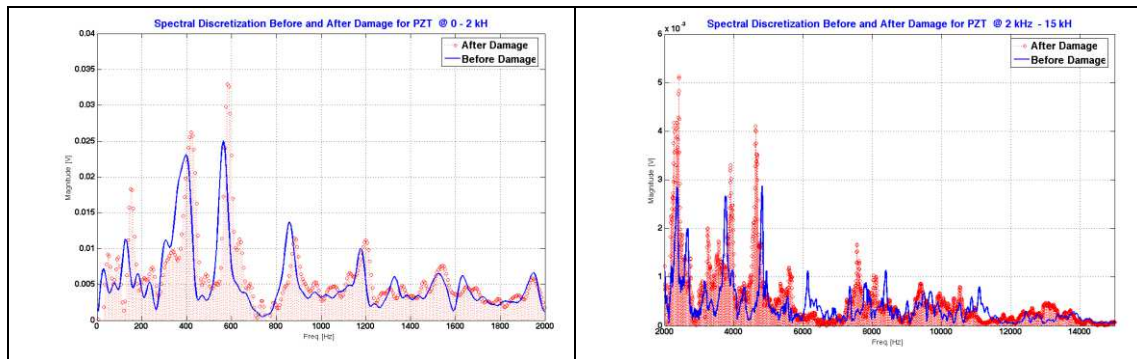 Spectral Discretization Before and After Damage for PZT @ 0 - 2 kH
0.04
0.035
0.03
0.025
0.02
0.015
0.01
0.005
0
Magnitude [V]
After Damage
Before Damage
0 200 400 600 800 1000 1200 1400 1600 1800 2000
Freq. [Hz]
Spectral Discretization Before and After Damage for PZT @ 2 kHz - 15 kH
x 10⁻³
6
5
4
3
2
1
0
Magnitude [V]
After Damage
Before Damage
2000 4000 6000 8000 10000 12000 14000
Freq. [Hz]